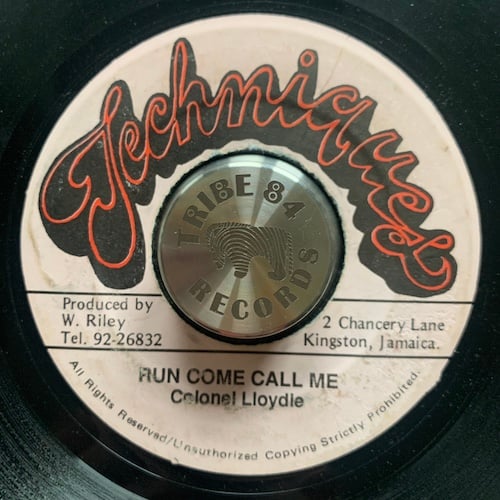 Techniques
TRIBE 84
RECORDS
Produced by
W. Riley
Tel. 92-26832
2 Chancery Lane
Kingston, Jamaica.
RUN COME CALL ME
Colonel Lloydie
All Rights Reserved/Unauthorized Copying Strictly Prohibited.